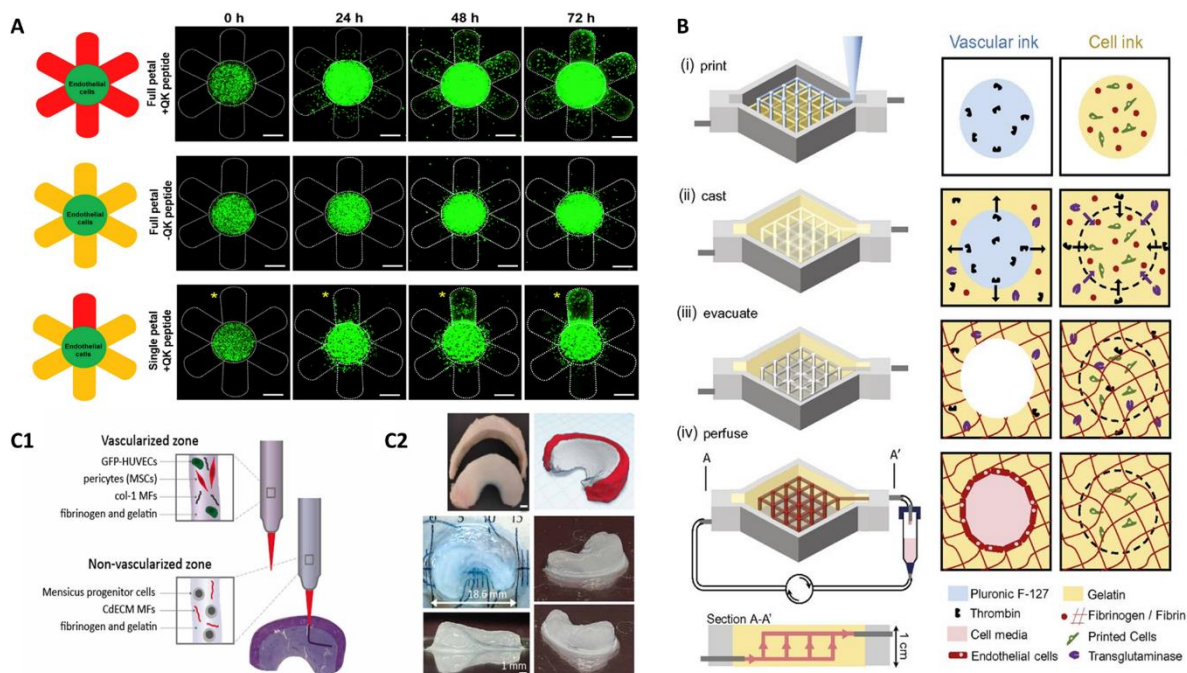 A
0 h
24 h
48 h
72 h
Endothelial
cells
Full petal
+QK peptide
Endothelial
cells
Full petal
-QK peptide
Endothelial
cells
Single petal
+QK peptide
*
*
*
*
B
Vascular ink
Cell ink
(i) print
(ii) cast
(iii) evacuate
(iv) perfuse
A
A'
Section A-A'
1 cm
Pluronic F-127
Gelatin
Thrombin
Fibrinogen / Fibrin
Cell media
Printed Cells
Endothelial cells
Transglutaminase
C1
Vascularized zone
GFP-HUVECs
pericytes (MSCs)
col-1 MFs
fibrinogen and gelatin
Non-vascularized zone
Mensicus progenitor cells
CdECM MFs
fibrinogen and gelatin
C2
5
10
15
18.6 mm
1 mm